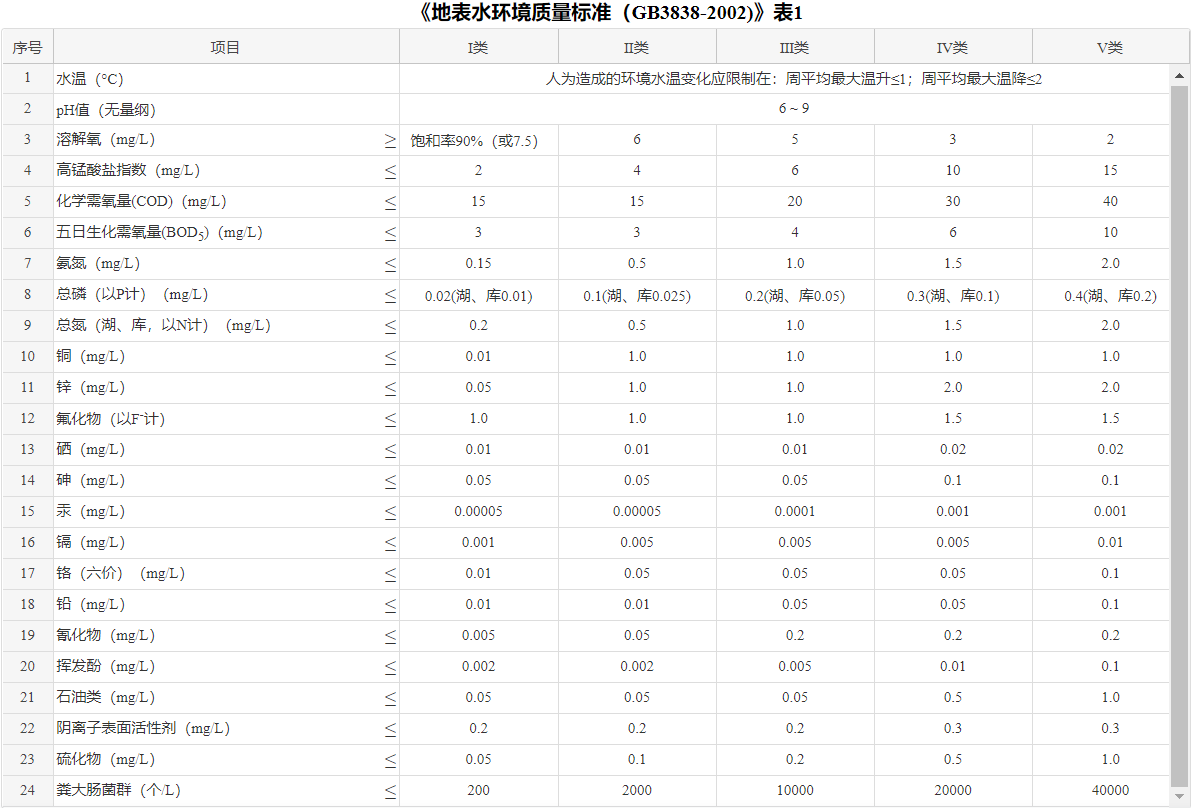 《地表水环境质量标准（GB3838-2002)》表1
序号 项目 I类 II类 III类 IV类 V类
1 水温（°C） 人为造成的环境水温变化应限制在：周平均最大温升≤1；周平均最大温降≤2
2 pH值（无量纲） 6 ~ 9
3 溶解氧（mg/L） ≥ 饱和率90%（或7.5） 6 5 3 2
4 高锰酸盐指数（mg/L） ≤ 2 4 6 10 15
5 化学需氧量(COD)（mg/L） ≤ 15 15 20 30 40
6 五日生化需氧量(BOD5)（mg/L） ≤ 3 3 4 6 10
7 氨氮（mg/L） ≤ 0.15 0.5 1.0 1.5 2.0
8 总磷（以P计）（mg/L） ≤ 0.02(湖、库0.01) 0.1(湖、库0.025) 0.2(湖、库0.05) 0.3(湖、库0.1) 0.4(湖、库0.2)
9 总氮（湖、库，以N计）（mg/L） ≤ 0.2 0.5 1.0 1.5 2.0
10 铜（mg/L） ≤ 0.01 1.0 1.0 1.0 1.0
11 锌（mg/L） ≤ 0.05 1.0 1.0 2.0 2.0
12 氟化物（以F-计） ≤ 1.0 1.0 1.0 1.5 1.5
13 硒（mg/L） ≤ 0.01 0.01 0.01 0.02 0.02
14 砷（mg/L） ≤ 0.05 0.05 0.05 0.1 0.1
15 汞（mg/L） ≤ 0.00005 0.00005 0.0001 0.001 0.001
16 镉（mg/L） ≤ 0.001 0.005 0.005 0.005 0.01
17 铬（六价）（mg/L） ≤ 0.01 0.05 0.05 0.05 0.1
18 铅（mg/L） ≤ 0.01 0.01 0.05 0.05 0.1
19 氰化物（mg/L） ≤ 0.005 0.05 0.2 0.2 0.2
20 挥发酚（mg/L） ≤ 0.002 0.002 0.005 0.01 0.1
21 石油类（mg/L） ≤ 0.05 0.05 0.05 0.5 1.0
22 阴离子表面活性剂（mg/L） ≤ 0.2 0.2 0.2 0.3 0.3
23 硫化物（mg/L） ≤ 0.05 0.1 0.2 0.5 1.0
24 粪大肠菌群（个/L） ≤ 200 2000 10000 20000 40000